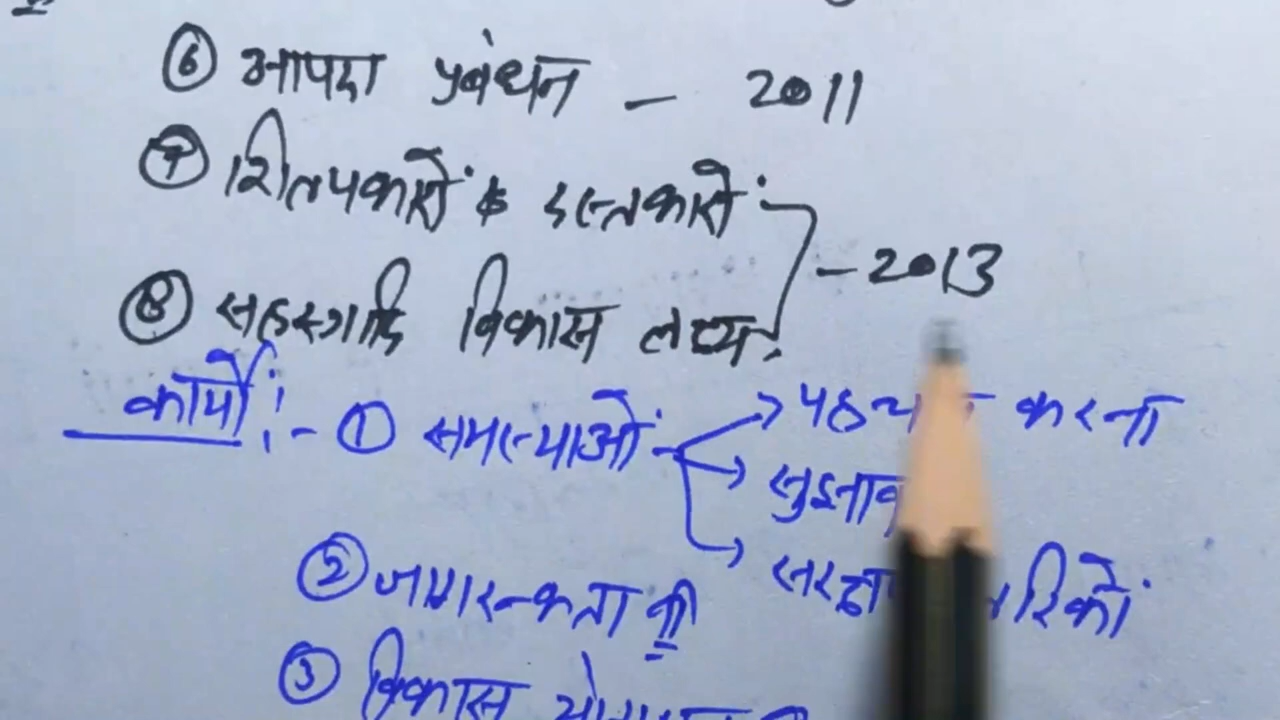 ⑥ आपदा प्रबंधन - 2011
⑦ शिल्पकारों के दस्तकारों
- 2013
⑧ सहस्त्राब्दि विकास लक्ष्य
कार्यो :- ① समस्याओं → पहचान करना
→ सुझाव
→
② जागरूकता की
③ विकास